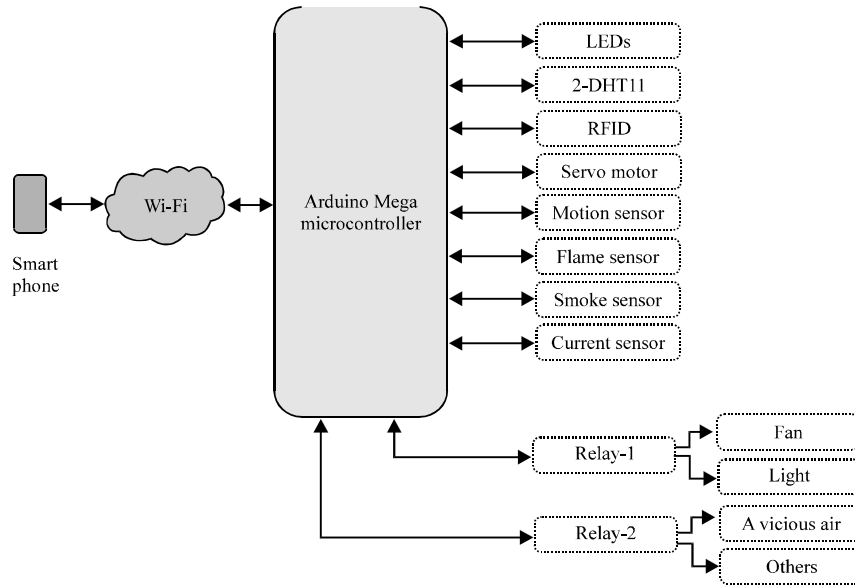 LEDs
2-DHT11
RFID
Servo motor
Motion sensor
Flame sensor
Smoke sensor
Current sensor
Arduino Mega
microcontroller
Wi-Fi
Smart
phone
Relay-1
Fan
Light
Relay-2
A vicious air
Others